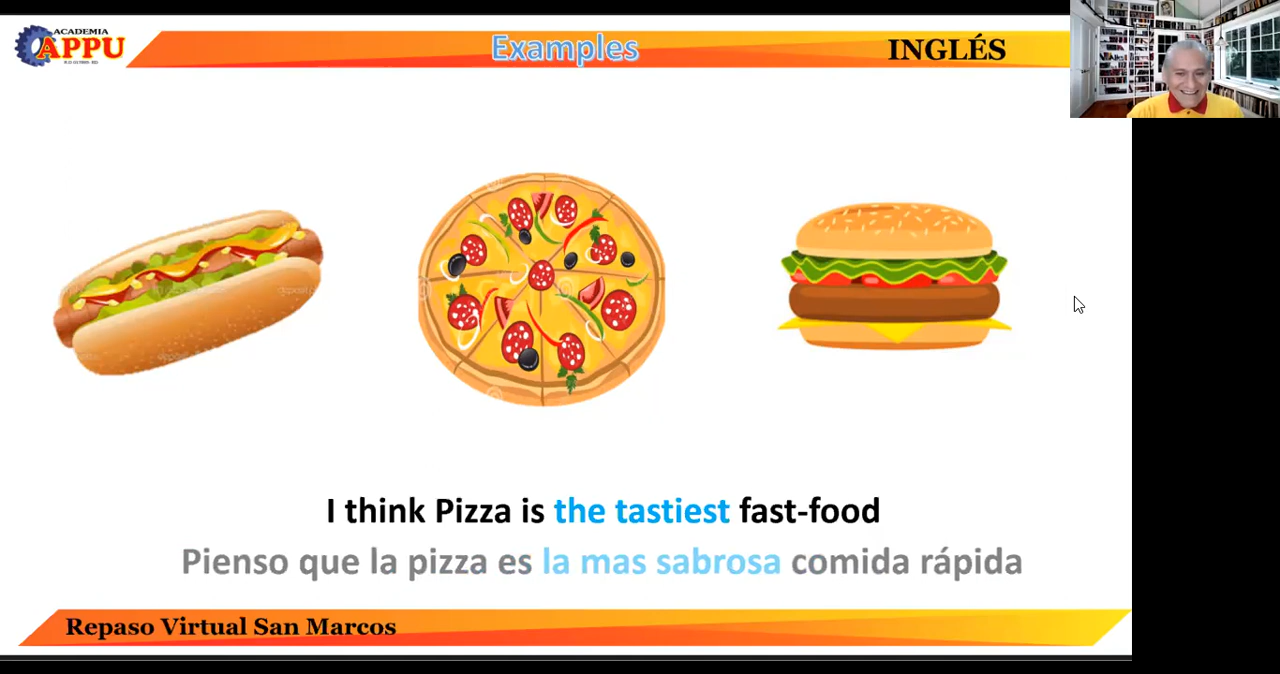 ACADEMIA
APPU
Examples
INGLÉS
I think Pizza is the tastiest fast-food
Pienso que la pizza es la mas sabrosa comida rápida
Repaso Virtual San Marcos